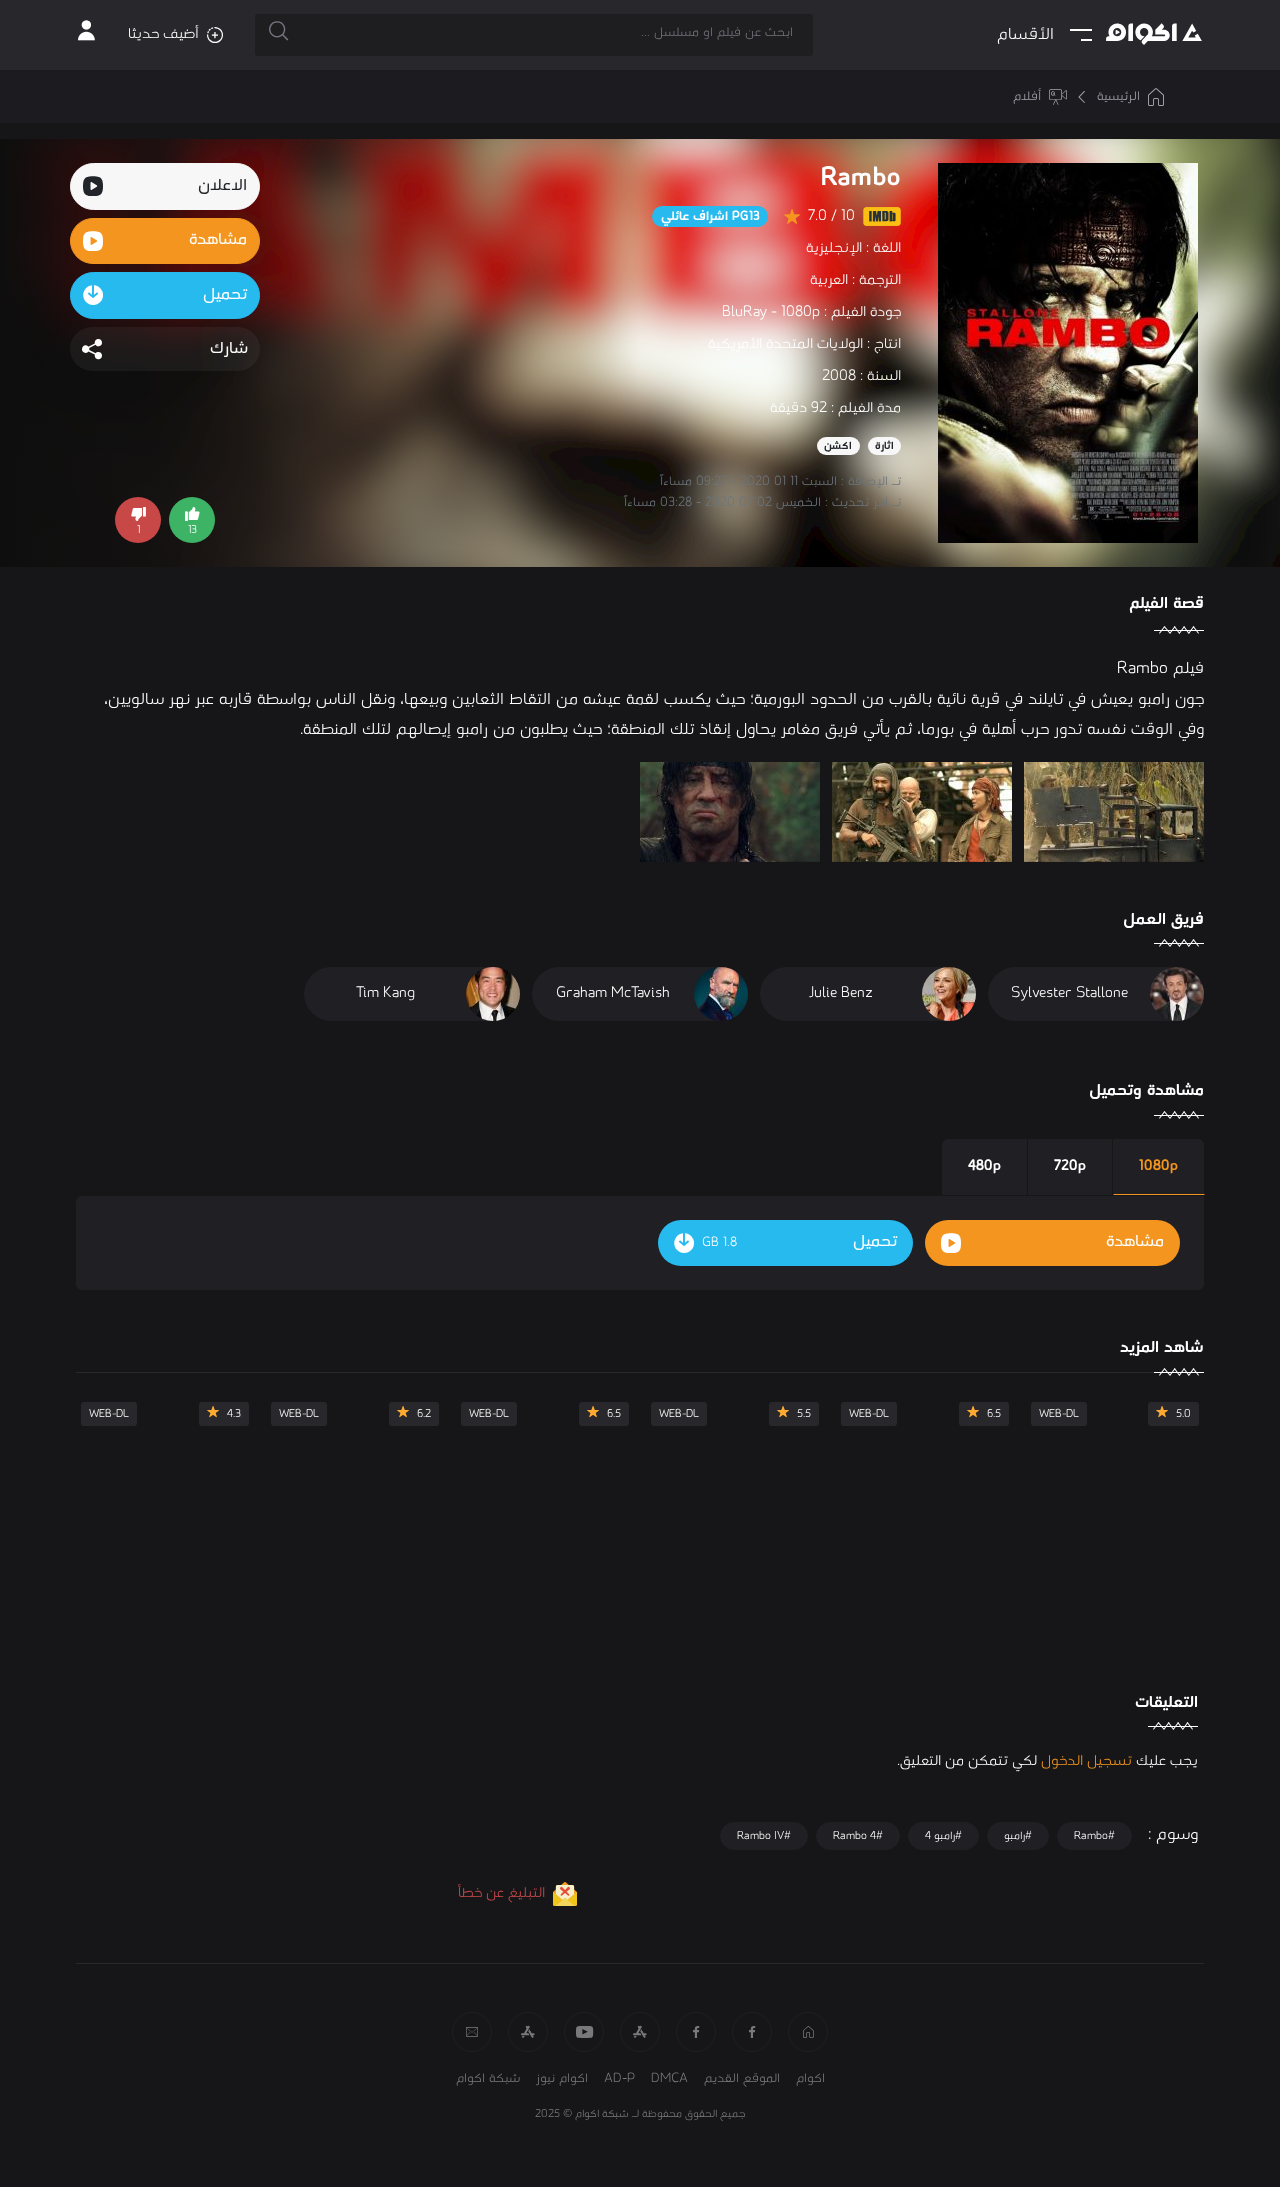 اكوام
الأقسام
ابحث عن فيلم او مسلسل ...
أضيف حديثا
الرئيسية
أفلام
STALLONE
RAMBO
Rambo
IMDb 10 / 7.0
PG13 اشراف عائلي
اللغة : الإنجليزية
الترجمة : العربية
جودة الفيلم : BluRay - 1080p
انتاج : الولايات المتحدة الأمريكية
السنة : 2008
مدة الفيلم : 92 دقيقة
اثارة
اكشن
السبت 11 01 2020
مساءاً
تحديث : الخميس 02
- 03:28 مساءاً
الاعلان
مشاهدة
تحميل
شارك
13
1
قصة الفيلم
فيلم Rambo
جون رامبو يعيش في تايلند في قرية نائية بالقرب من الحدود البورمية؛ حيث يكسب لقمة عيشه من التقاط الثعابين وبيعها، ونقل الناس بواسطة قاربه عبر نهر سالويين،
وفي الوقت نفسه تدور حرب أهلية في بورما، ثم يأتي فريق مغامر يحاول إنقاذ تلك المنطقة؛ حيث يطلبون من رامبو إيصالهم لتلك المنطقة.
فريق العمل
Sylvester Stallone
Julie Benz
Graham McTavish
Tim Kang
مشاهدة وتحميل
1080p
720p
480p
مشاهدة
تحميل
1.8 GB
شاهد المزيد
5.0
WEB-DL
6.5
WEB-DL
5.5
WEB-DL
6.5
WEB-DL
6.2
WEB-DL
4.3
WEB-DL
التعليقات
يجب عليك تسجيل الدخول لكي تتمكن من التعليق.
وسوم :
#Rambo
#رامبو
#رامبو 4
#Rambo 4
#Rambo IV
التبليغ عن خطأ
اكوام
الموقع القديم
DMCA
AD-P
اكوام نيوز
شبكة اكوام
جميع الحقوق محفوظة لـ شبكة اكوام © 2025